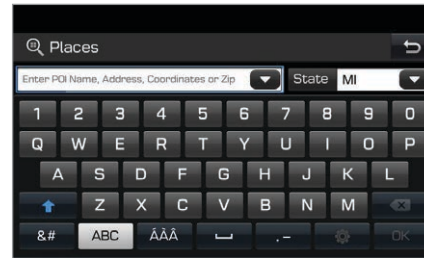 Places
Enter POI Name, Address, Coordinates or Zip State MI
1 2 3 4 5 6 7 8 9 0
Q W E R T Y U I O P
A S D F G H J K L
Z X C V B N M
&# ABC ÁÄÂ .– OK